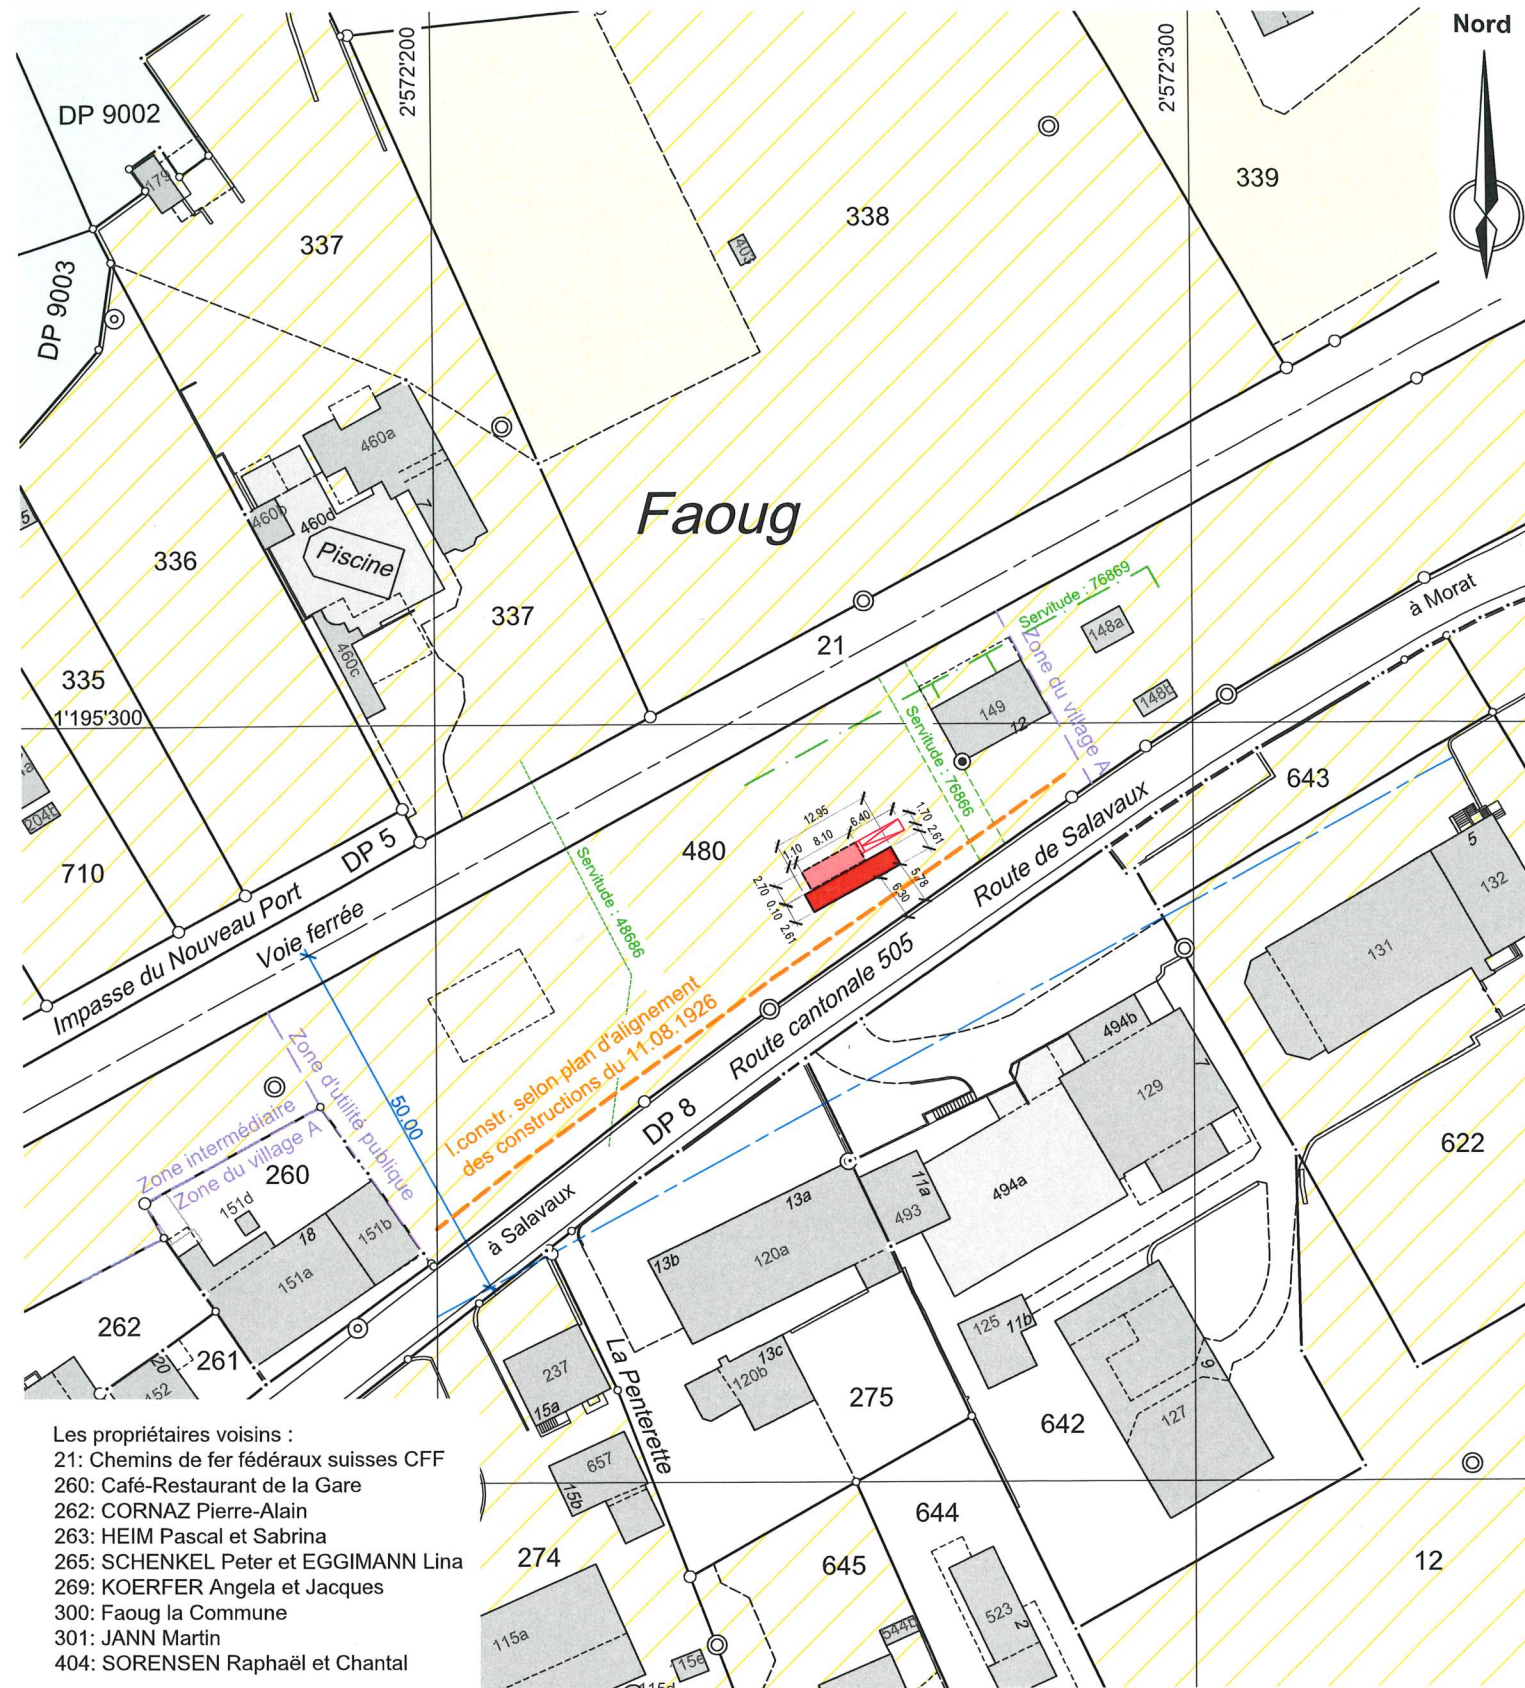 Nord
2'572'200
2'572'300
DP 9002
179
337
338
339
403
DP 9003
460a
7
460b
460d
Piscine
460c
5
336
337
335
1'195'300
Faoug
21
Servitude : 76869
148a
148b
Zone du village A
149
12
Servitude : 76866
à Morat
643
5
132
131
204b
710
DP 5
480
12.95
8.10
6.40
1.10
1.70
2.61
2.70
0.10
2.61
5.78
6.30
Servitude : 48686
Route de Salavaux
Impasse du Nouveau Port
Voie ferrée
Route cantonale 505
l.constr. selon plan d'alignement
des constructions du 11.08.1926
DP 8
50.00
Zone d'utilité publique
Zone intermédiaire
Zone du village A
260
151d
18
151b
151a
à Salavaux
494b
7
129
622
494a
11a
493
13a
13b
120a
262
261
20
152
237
15a
La Penterette
13c
120b
275
125
11b
642
9
127
657
15b
274
644
645
12
523
2
544b
115a
115e
115d
Les propriétaires voisins :
21: Chemins de fer fédéraux suisses CFF
260: Café-Restaurant de la Gare
262: CORNAZ Pierre-Alain
263: HEIM Pascal et Sabrina
265: SCHENKEL Peter et EGGIMANN Lina
269: KOERFER Angela et Jacques
300: Faoug la Commune
301: JANN Martin
404: SORENSEN Raphaël et Chantal